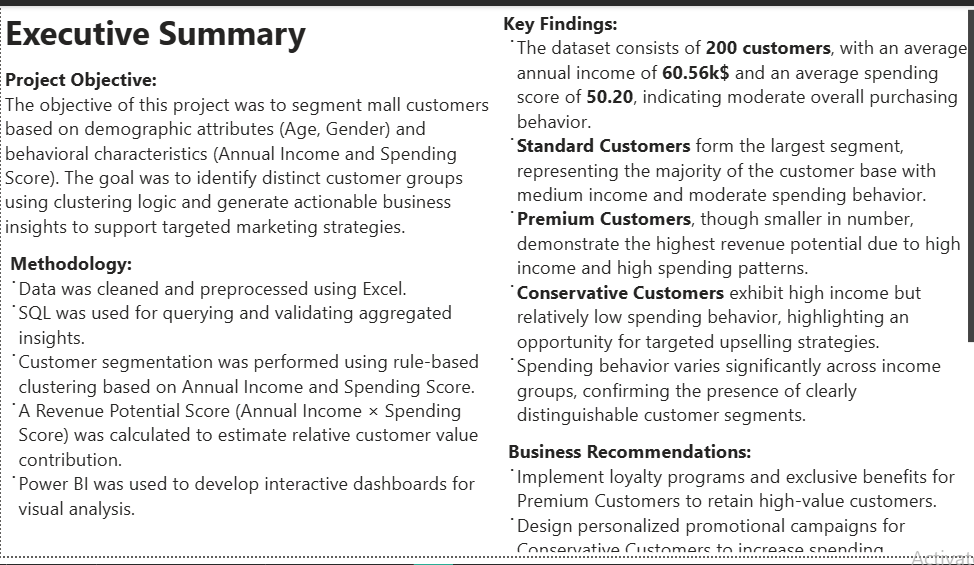 Executive Summary
Project Objective:
The objective of this project was to segment mall customers
based on demographic attributes (Age, Gender) and
behavioral characteristics (Annual Income and Spending
Score). The goal was to identify distinct customer groups
using clustering logic and generate actionable business
insights to support targeted marketing strategies.
Methodology:
˙Data was cleaned and preprocessed using Excel.
˙SQL was used for querying and validating aggregated
insights.
˙Customer segmentation was performed using rule-based
clustering based on Annual Income and Spending Score.
˙A Revenue Potential Score (Annual Income × Spending
Score) was calculated to estimate relative customer value
contribution.
˙Power BI was used to develop interactive dashboards for
visual analysis.
Key Findings:
˙The dataset consists of 200 customers, with an average
annual income of 60.56k$ and an average spending
score of 50.20, indicating moderate overall purchasing
behavior.
˙Standard Customers form the largest segment,
representing the majority of the customer base with
medium income and moderate spending behavior.
˙Premium Customers, though smaller in number,
demonstrate the highest revenue potential due to high
income and high spending patterns.
˙Conservative Customers exhibit high income but
relatively low spending behavior, highlighting an
opportunity for targeted upselling strategies.
˙Spending behavior varies significantly across income
groups, confirming the presence of clearly
distinguishable customer segments.
Business Recommendations:
˙Implement loyalty programs and exclusive benefits for
Premium Customers to retain high-value customers.
˙Design personalized promotional campaigns for
Conservative Customers to increase spending
Activat